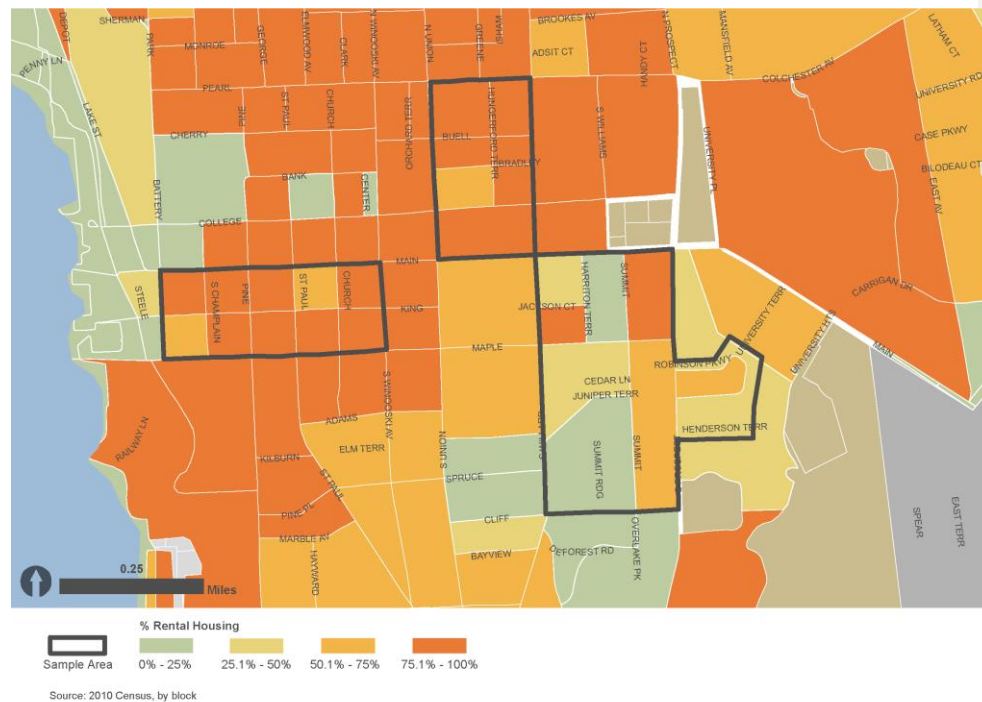 SHERMAN
DEPOT
PARK
MONROE
GEORGE
ELMWOOD AV
CLARK
N WINOOSKI AV
N UNION
GREENE
BROOKES AV
ADSIT CT
HANDY CT
N PROSPECT
MANSFIELD AV
LATHAM CT
PENNY LN
LAKE ST
PEARL
PINE
ST PAUL
CHURCH
ORCHARD TERR
HUNGERFORD TERR
COLCHESTER AV
UNIVERSITY RD
CHERRY
BUELL
BRADLEY
S WILLIAMS
UNIVERSITY PL
CASE PKWY
BILODEAU CT
EAST AV
BATTERY
BANK
CENTER
COLLEGE
MAIN
STEELE
S CHAMPLAIN
PINE
ST PAUL
CHURCH
KING
JACKSON CT
HARRITON TERR
SUMMIT
CARRIGAN DR
UNIVERSITY TERR
UNIVERSITY HTS
MAIN
MAPLE
ROBINSON PKWY
CEDAR LN
JUNIPER TERR
S WINOOSKI AV
ADAMS
ELM TERR
S UNION
HENDERSON TERR
RAILWAY LN
KILBURN
ST PAUL
SPRUCE
SUMMIT RDG
SUMMIT
PINE PL
CLIFF
MARBLE AV
HAYWARD
BAYVIEW
DEFOREST RD
OVERLAKE PK
SPEAR
EAST TERR
0.25
Miles
% Rental Housing
Sample Area
0% - 25%
25.1% - 50%
50.1% - 75%
75.1% - 100%
Source: 2010 Census, by block